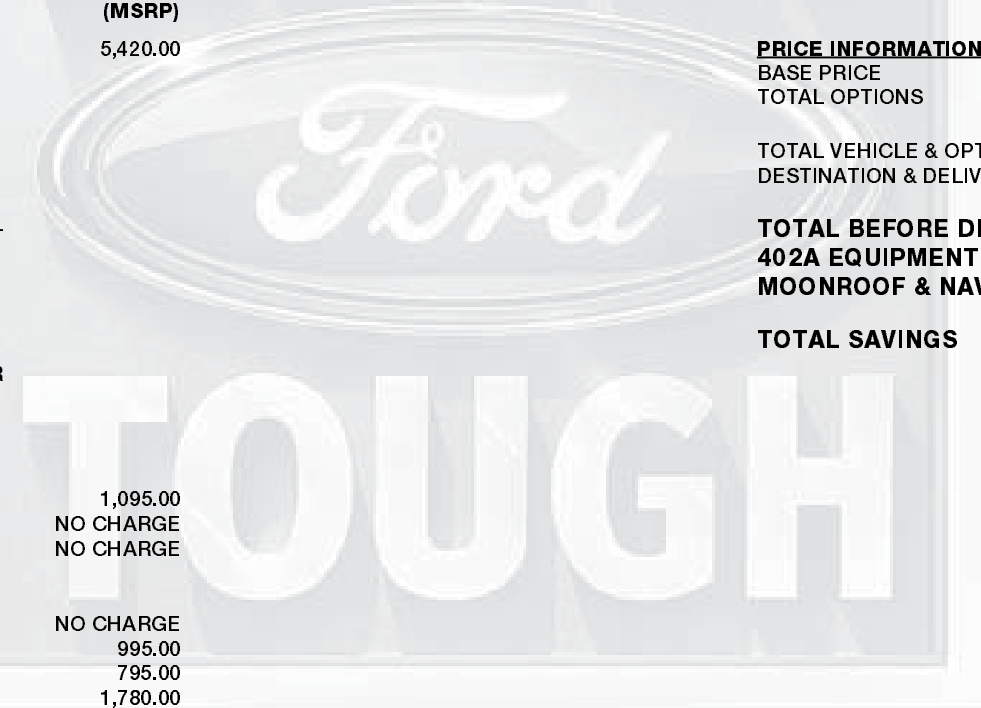 (MSRP)
5,420.00
1,095.00
NO CHARGE
NO CHARGE
NO CHARGE
995.00
795.00
1,780.00
Ford
TOUGH
PRICE INFORMATION
BASE PRICE
TOTAL OPTIONS
TOTAL VEHICLE & OPT
DESTINATION & DELIV
TOTAL BEFORE DI
402A EQUIPMENT
MOONROOF & NAV
TOTAL SAVINGS